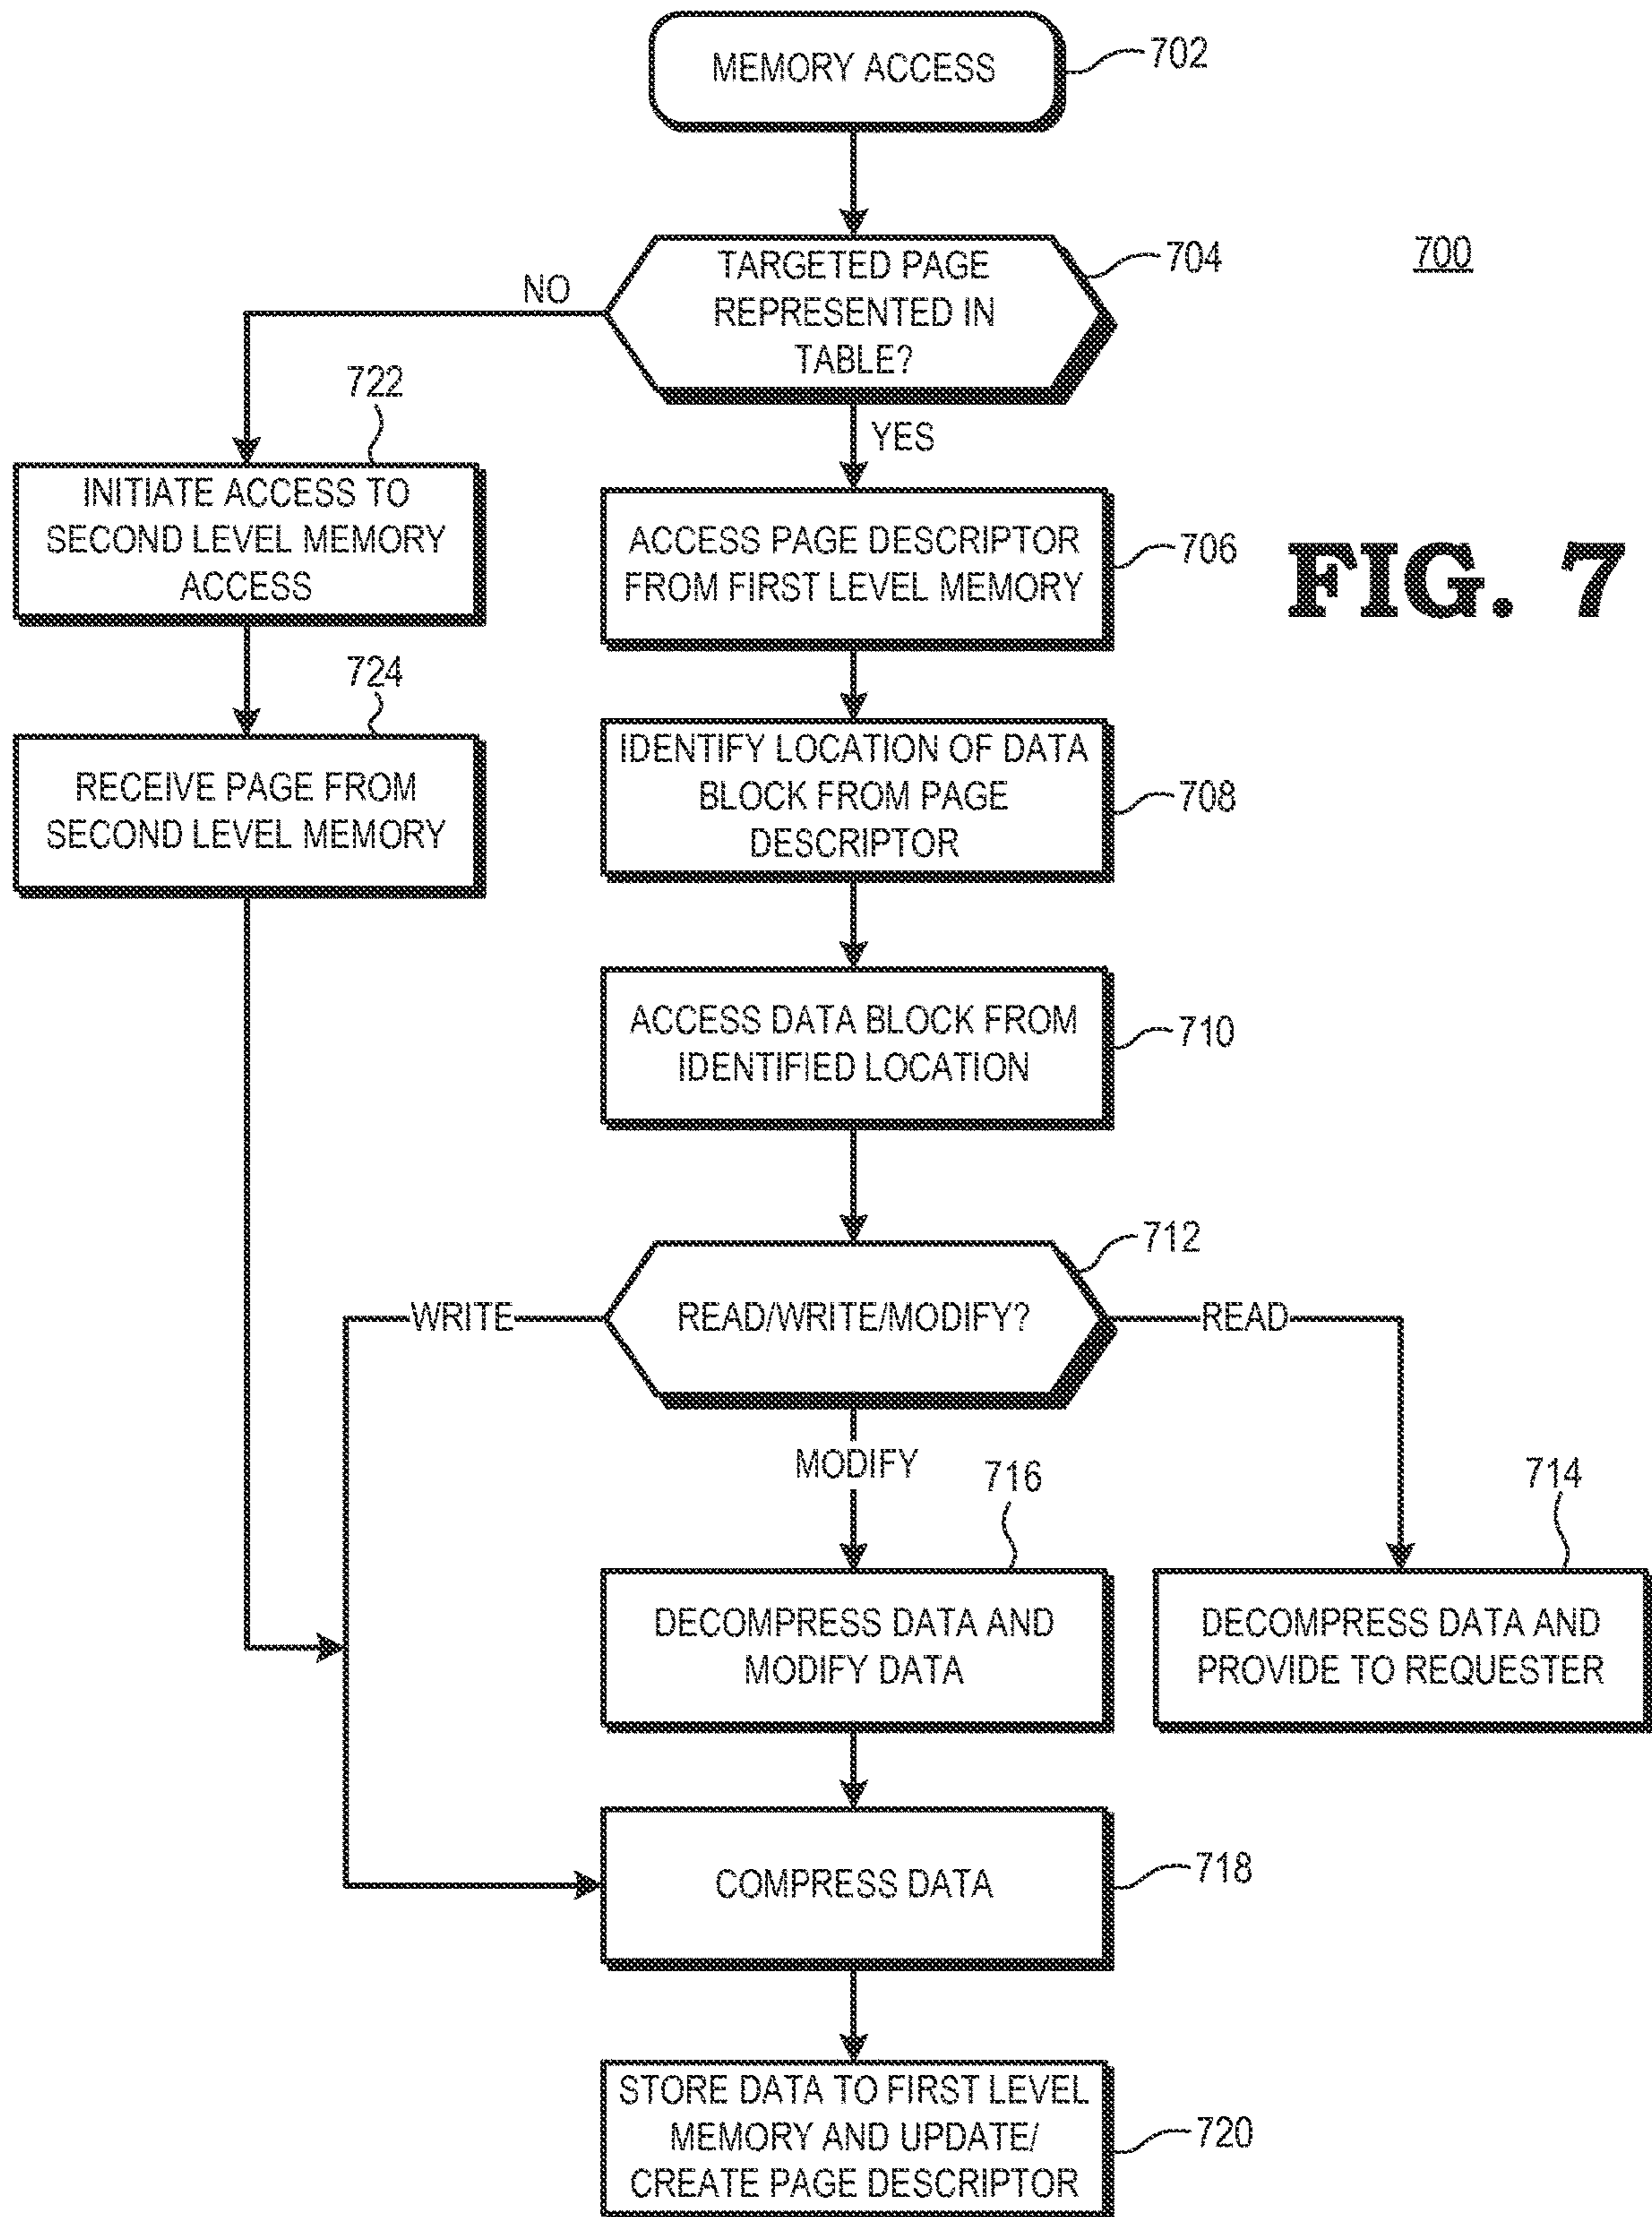 MEMORY ACCESS
702
TARGETED PAGE
REPRESENTED IN
TABLE?
704
700
NO
YES
722
INITIATE ACCESS TO
SECOND LEVEL MEMORY
ACCESS
ACCESS PAGE DESCRIPTOR
FROM FIRST LEVEL MEMORY
706
FIG. 7
724
RECEIVE PAGE FROM
SECOND LEVEL MEMORY
IDENTIFY LOCATION OF DATA
BLOCK FROM PAGE
DESCRIPTOR
708
ACCESS DATA BLOCK FROM
IDENTIFIED LOCATION
710
712
WRITE
READ/WRITE/MODIFY?
READ
MODIFY
716
714
DECOMPRESS DATA AND
MODIFY DATA
DECOMPRESS DATA AND
PROVIDE TO REQUESTER
COMPRESS DATA
718
STORE DATA TO FIRST LEVEL
MEMORY AND UPDATE/
CREATE PAGE DESCRIPTOR
720